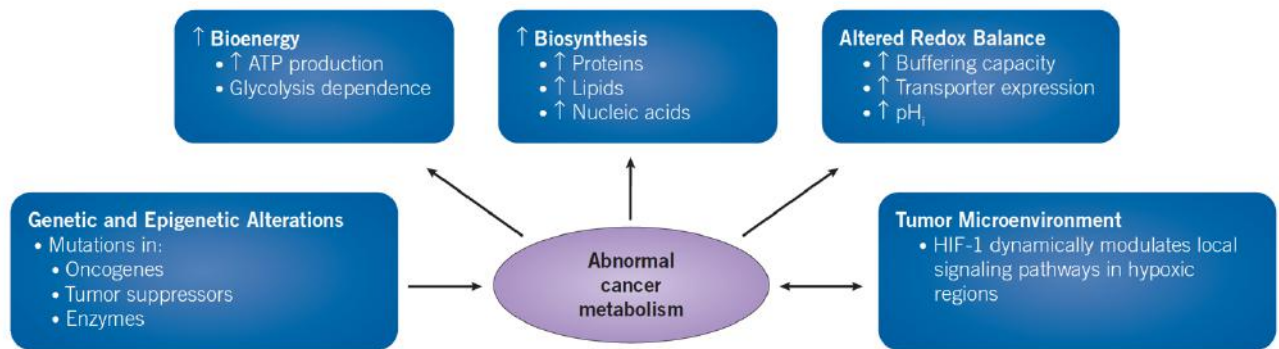 ↑ Bioenergy
• ↑ ATP production
• Glycolysis dependence
↑ Biosynthesis
• ↑ Proteins
• ↑ Lipids
• ↑ Nucleic acids
Altered Redox Balance
• ↑ Buffering capacity
• ↑ Transporter expression
• ↑ pHᵢ
Genetic and Epigenetic Alterations
• Mutations in:
• Oncogenes
• Tumor suppressors
• Enzymes
Abnormal
cancer
metabolism
Tumor Microenvironment
• HIF-1 dynamically modulates local
signaling pathways in hypoxic
regions